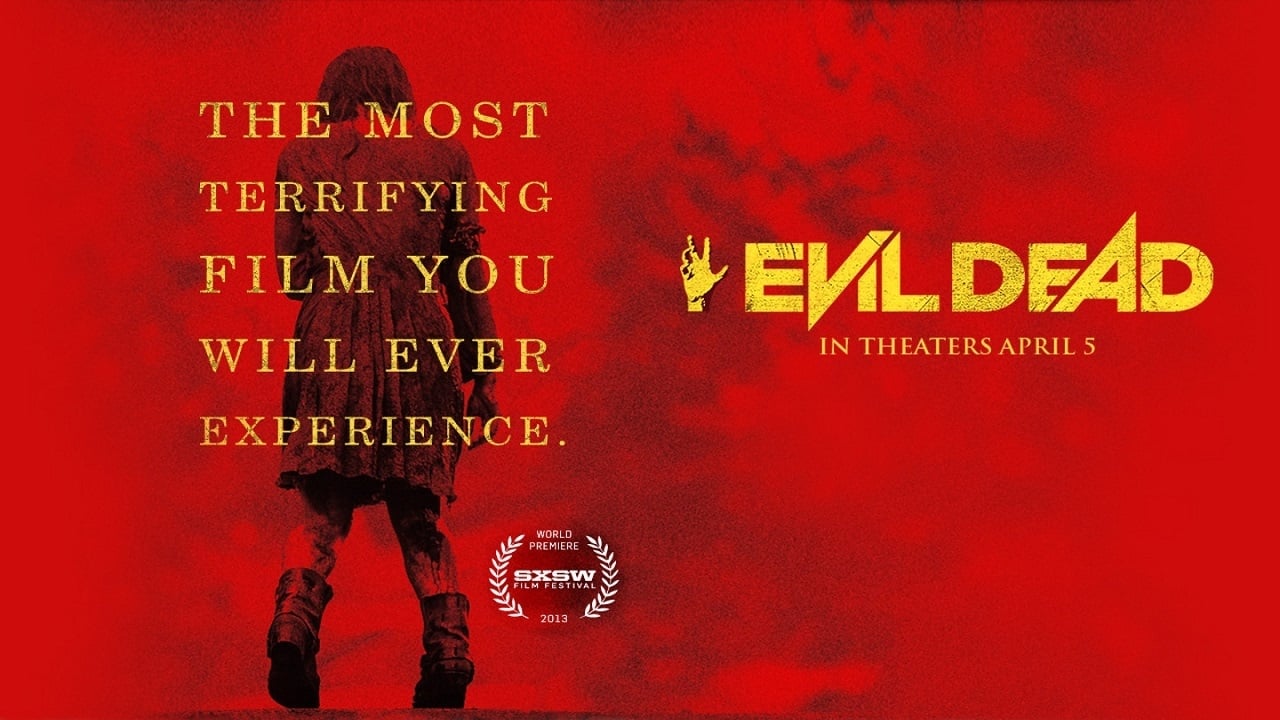 THE MOST
TERRIFYING
FILM YOU
WILL EVER
EXPERIENCE.
EVIL DEAD
IN THEATERS APRIL 5
WORLD
PREMIERE
SXSW
FILM FESTIVAL
2013